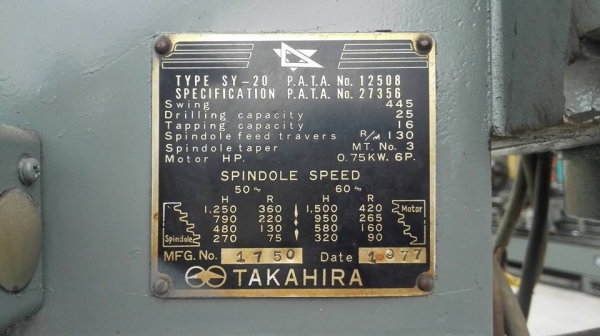 TYPE SY-20 P.A.T.A. No. 12508
SPECIFICATION P.A.T.A. No. 27356
Swing 445
Drilling capacity 25
Tapping capacity 16
Spindole feed travers R/M 130
Spindole taper MT. No. 3
Motor HP. 0.75KW. 6P.
SPINDOLE SPEED
50~ 60~
H R H R
1,250 360 1,500 420 Motor
790 220 950 265
480 130 580 160
Spindole 270 75 320 90
MFG. No. 1750 Date 1977
TAKAHIRA